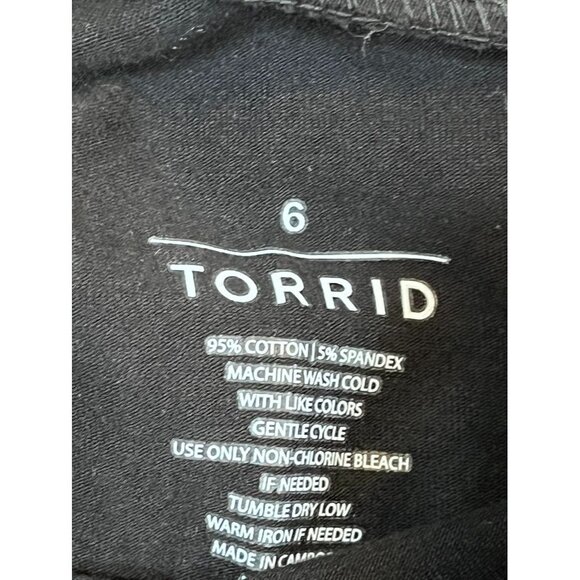 6
TORRID
95% COTTON | 5% SPANDEX
MACHINE WASH COLD
WITH LIKE COLORS
GENTLE CYCLE
USE ONLY NON-CHLORINE BLEACH
IF NEEDED
TUMBLE DRY LOW
WARM IRON IF NEEDED
MADE IN